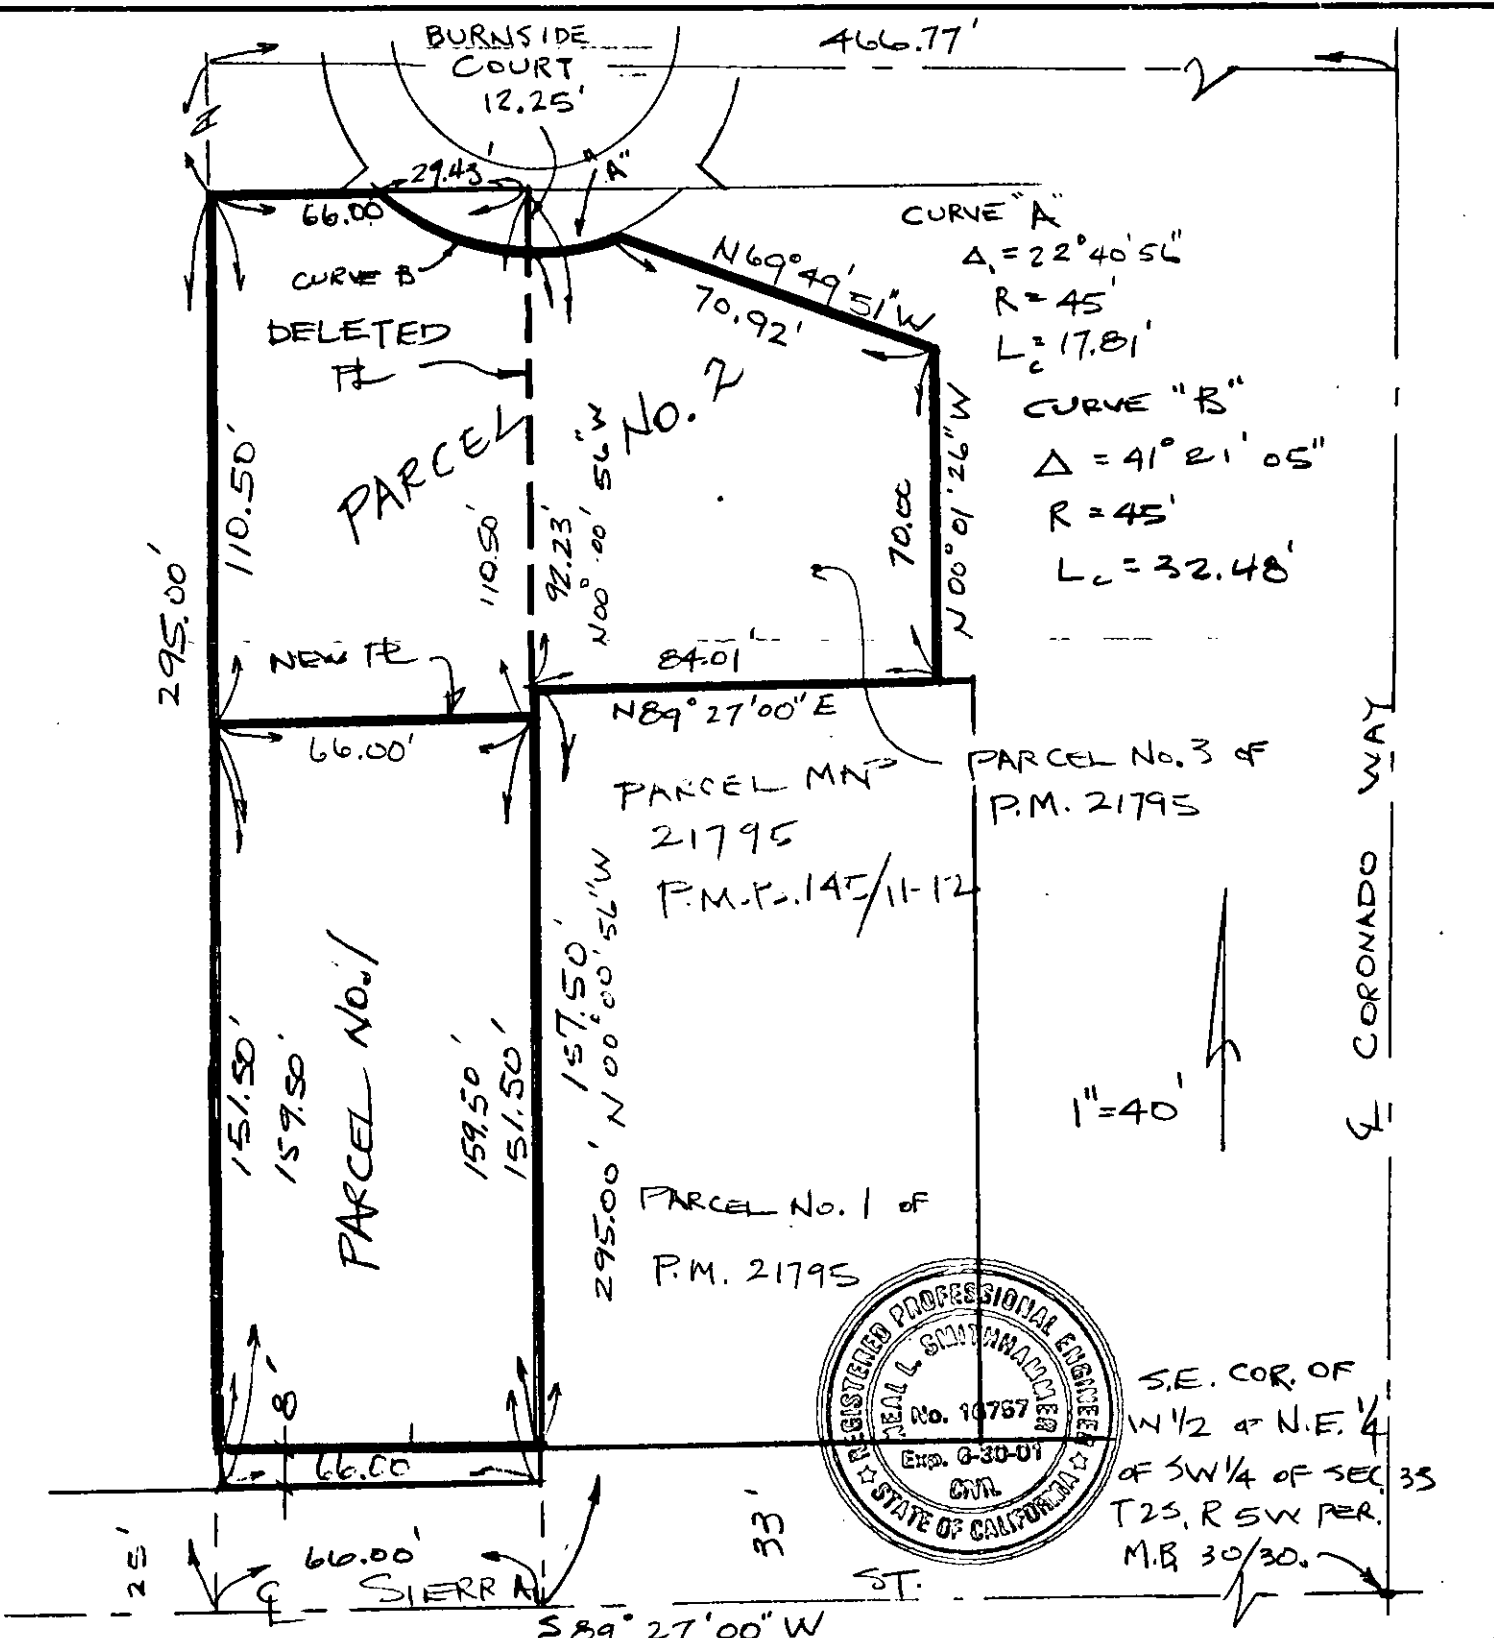 BURNSIDE
COURT
12.25'
466.77'
29.43'
"A"
66.00
CURVE B
DELETED
PL
CURVE "A"
Δ = 22°40'56"
R = 45'
Lc = 17.81'
CURVE "B"
Δ = 41°21'05"
R = 45'
Lc = 32.48'
N69°49'51"W
70.92'
PARCEL No. 2
110.50'
295.00'
110.50'
92.23'
N00°00'56"W
70.00
N00°01'26"W
NEW PL
84.01'
N89°27'00"E
66.00'
PARCEL MAP
21795
P.M.B. 145/11-12
PARCEL No. 3 OF
P.M. 21795
PARCEL No. 1
151.50'
159.50'
159.50'
151.50'
157.50'
295.00' N00°00'56"W
CL CORONADO WAY
1"=40'
PARCEL No. 1 OF
P.M. 21795
REGISTERED PROFESSIONAL ENGINEER
NEAL L. SMITHHAMMER
No. 10767
Exp. 6-30-01
CIVIL
STATE OF CALIFORNIA
S.E. COR. OF
W 1/2 OF N.E. 1/4
OF SW 1/4 OF SEC 35
T2S, R5W PER.
M.B. 30/30.
8'
66.00
25'
66.00'
33'
CL SIERRA ST.
S89°27'00"W